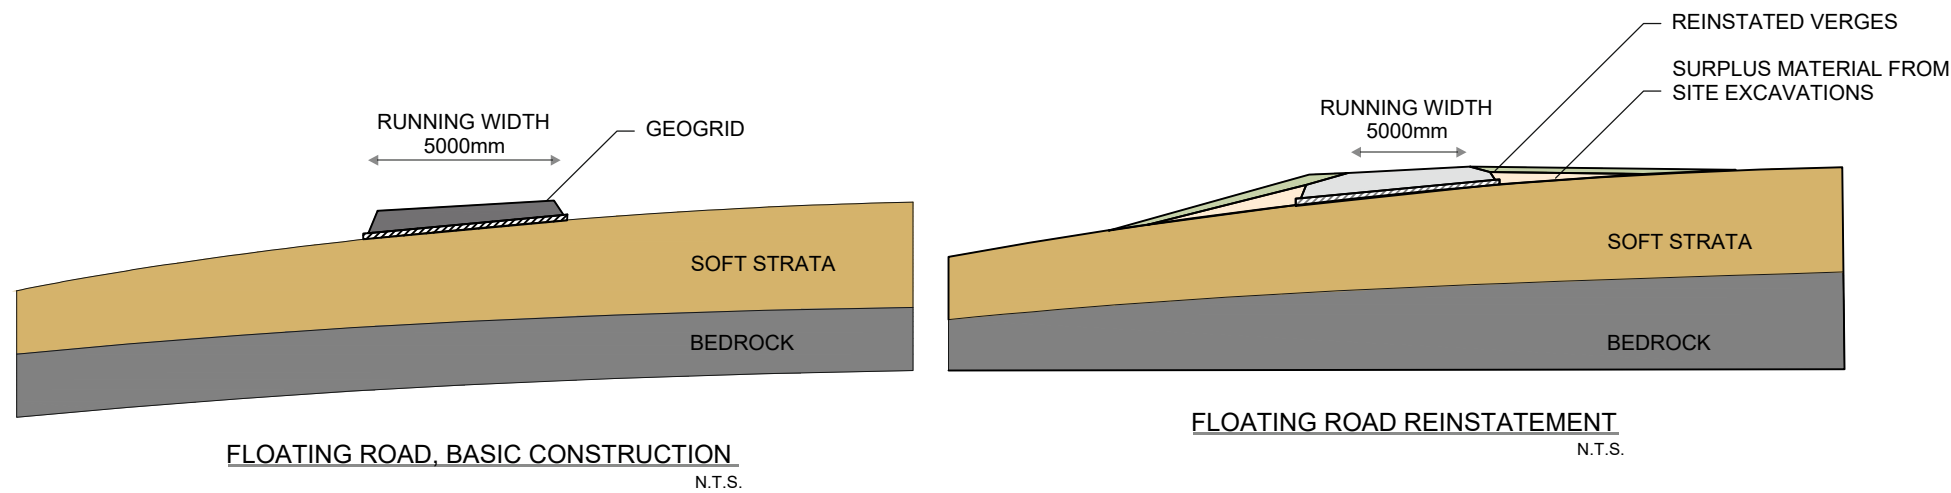 RUNNING WIDTH
5000mm
GEOGRID
SOFT STRATA
BEDROCK
FLOATING ROAD, BASIC CONSTRUCTION
N.T.S.
REINSTATED VERGES
SURPLUS MATERIAL FROM
SITE EXCAVATIONS
RUNNING WIDTH
5000mm
SOFT STRATA
BEDROCK
FLOATING ROAD REINSTATEMENT
N.T.S.